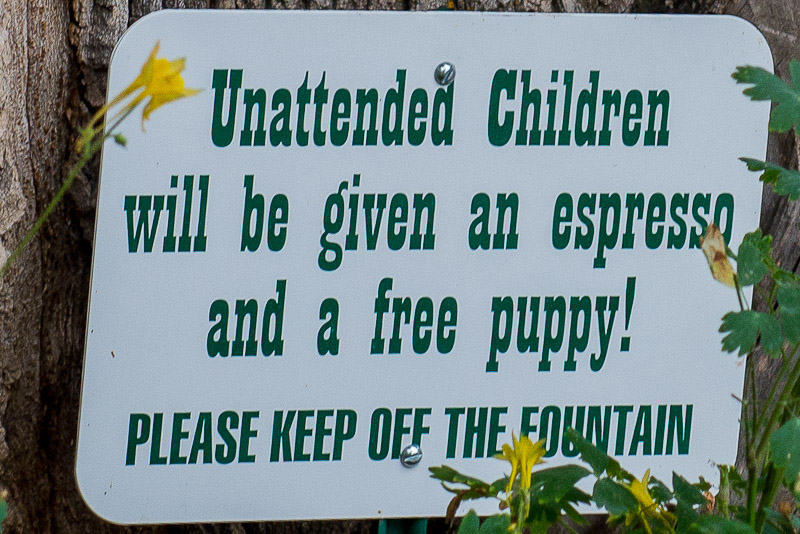 Unattended Children
will be given an espresso
and a free puppy!
PLEASE KEEP OFF THE FOUNTAIN